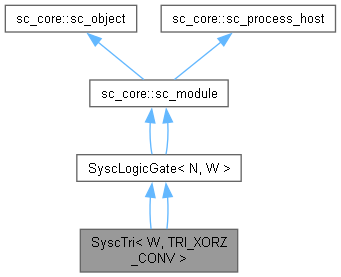 sc_core::sc_object
sc_core::sc_process_host
sc_core::sc_module
SyscLogicGate< N, W >
SyscTri< W, TRI_XORZ
_CONV >